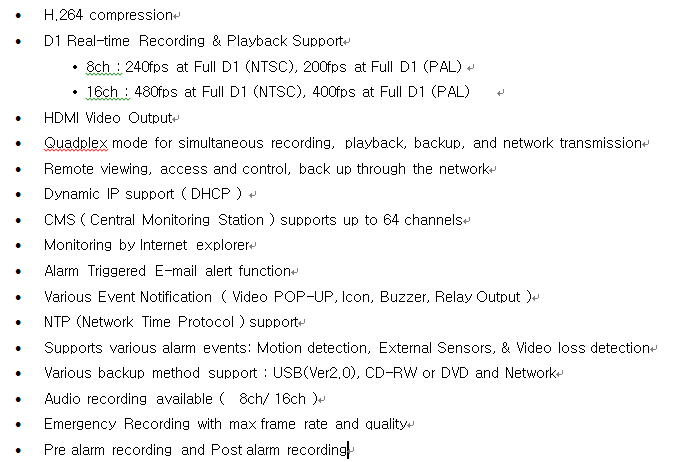 • H.264 compression
• D1 Real-time Recording & Playback Support
• 8ch : 240fps at Full D1 (NTSC), 200fps at Full D1 (PAL)
• 16ch : 480fps at Full D1 (NTSC), 400fps at Full D1 (PAL)
• HDMI Video Output
• Quadplex mode for simultaneous recording, playback, backup, and network transmission
• Remote viewing, access and control, back up through the network
• Dynamic IP support ( DHCP )
• CMS ( Central Monitoring Station ) supports up to 64 channels
• Monitoring by Internet explorer
• Alarm Triggered E-mail alert function
• Various Event Notification ( Video POP-UP, Icon, Buzzer, Relay Output )
• NTP (Network Time Protocol ) support
• Supports various alarm events: Motion detection, External Sensors, & Video loss detection
• Various backup method support : USB(Ver2.0), CD-RW or DVD and Network
• Audio recording available ( 8ch/ 16ch )
• Emergency Recording with max frame rate and quality
• Pre alarm recording and Post alarm recording